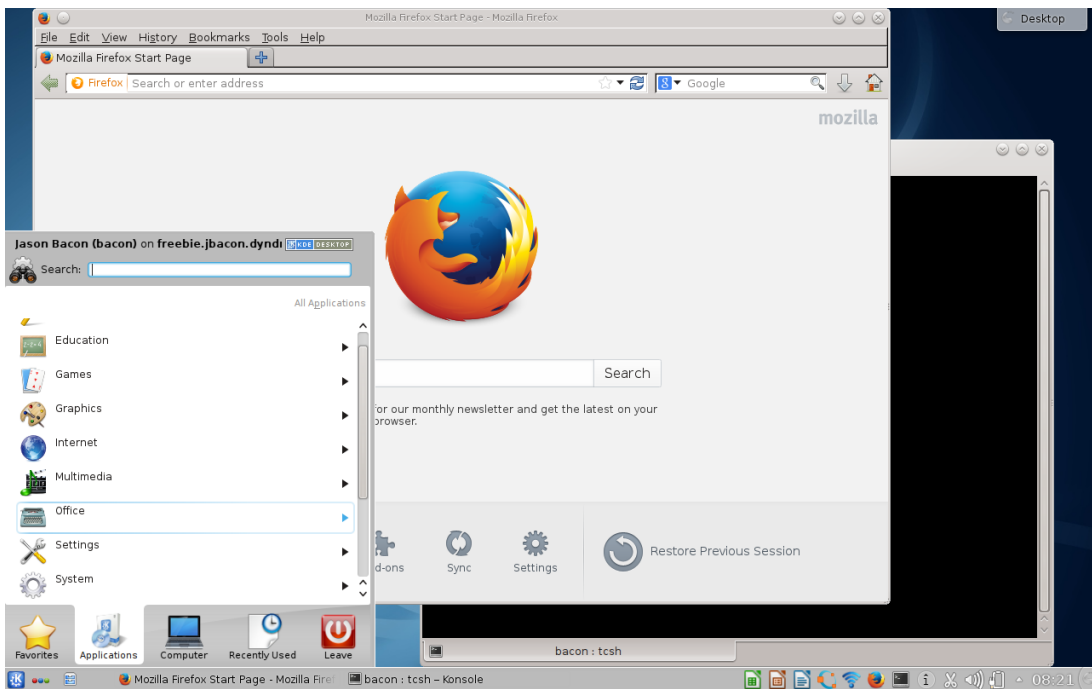 Mozilla Firefox Start Page - Mozilla Firefox
Desktop
File Edit View History Bookmarks Tools Help
Mozilla Firefox Start Page
Firefox Search or enter address
Google
mozilla
Jason Bacon (bacon) on freebie.jbacon.dynd
KDE DESKTOP
Search:
All Applications
Education
Games
Graphics
Internet
Multimedia
Office
Settings
System
Search
for our monthly newsletter and get the latest on your
browser.
d-ons
Sync
Settings
Restore Previous Session
Favorites
Applications
Computer
Recently Used
Leave
bacon : tcsh
Mozilla Firefox Start Page - Mozilla Fire
bacon : tcsh – Konsole
08:21